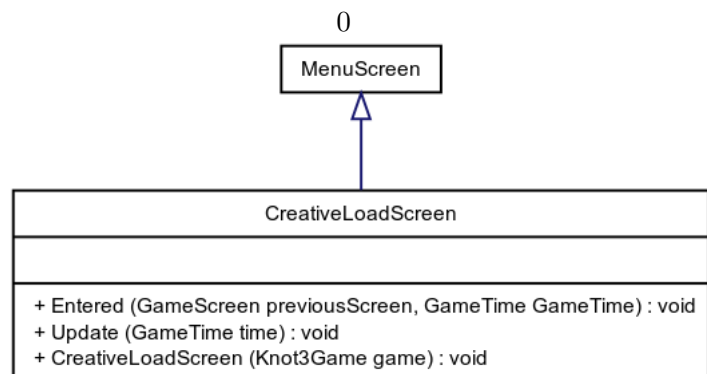 0
MenuScreen
CreativeLoadScreen
+ Entered (GameScreen previousScreen, GameTime GameTime) : void
+ Update (GameTime time) : void
+ CreativeLoadScreen (Knot3Game game) : void